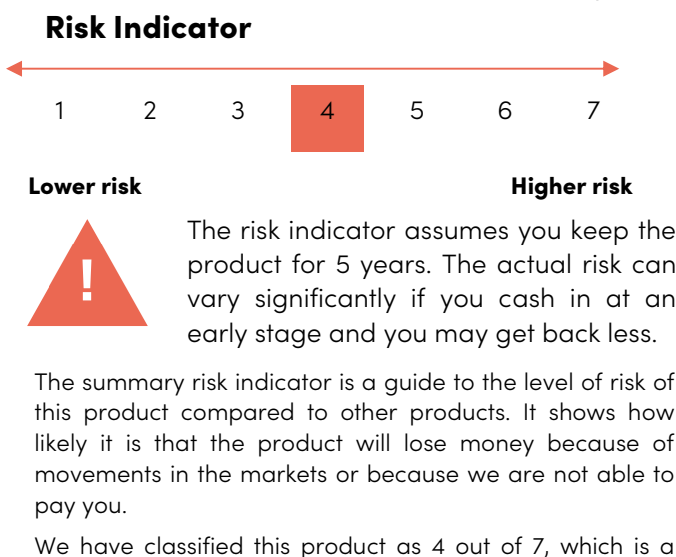 Risk Indicator
1 2 3 4 5 6 7
Lower risk Higher risk
!
The risk indicator assumes you keep the
product for 5 years. The actual risk can
vary significantly if you cash in at an
early stage and you may get back less.
The summary risk indicator is a guide to the level of risk of
this product compared to other products. It shows how
likely it is that the product will lose money because of
movements in the markets or because we are not able to
pay you.
We have classified this product as 4 out of 7, which is a